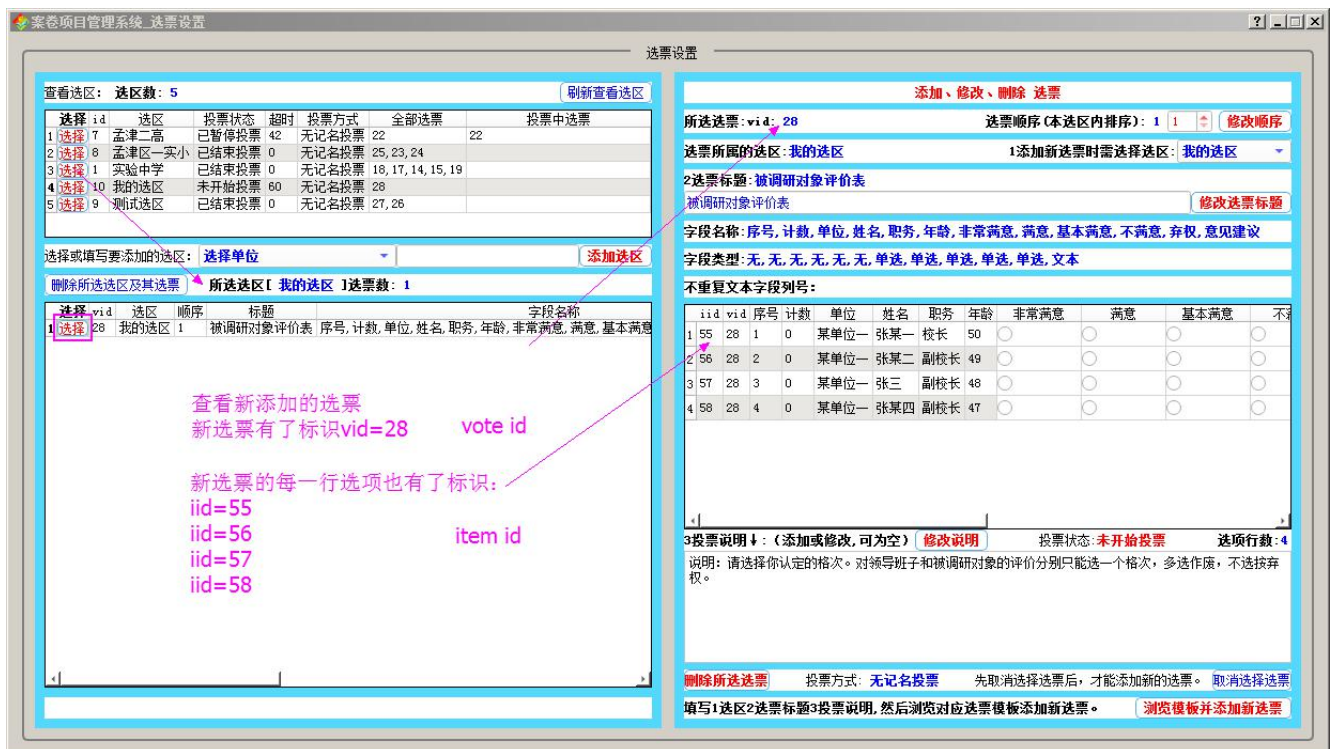 案卷项目管理系统_选票设置
选票设置
查看选区： 选区数：5 刷新查看选区
选择 id 选区 投票状态 超时 投票方式 全部选票 投票中选票
1 选择 7 孟津二高 已暂停投票 42 无记名投票 22 22
2 选择 8 孟津区一实小 已结束投票 0 无记名投票 25,23,24
3 选择 1 实验中学 已结束投票 0 无记名投票 18,17,14,15,19
4 选择 10 我的选区 未开始投票 60 无记名投票 28
5 选择 9 测试选区 已结束投票 0 无记名投票 27,26
选择或填写要添加的选区： 选择单位 添加选区
删除所选选区及其选票 所选选区[ 我的选区 ]选票数：1
选择 vid 选区 顺序 标题 字段名称
1 选择 28 我的选区 1 被调研对象评价表 序号,计数,单位,姓名,职务,年龄,非常满意,满意,基本满意
查看新添加的选票
新选票有了标识vid=28 vote id
新选票的每一行选项也有了标识：
iid=55
iid=56 item id
iid=57
iid=58
添加、修改、删除 选票
所选选票:vid: 28 选票顺序(本选区内排序)：1 1 修改顺序
选票所属的选区:我的选区 1添加新选票时需选择选区： 我的选区
2选票标题:被调研对象评价表
被调研对象评价表 修改选票标题
字段名称:序号,计数,单位,姓名,职务,年龄,非常满意,满意,基本满意,不满意,弃权,意见建议
字段类型:无,无,无,无,无,无,单选,单选,单选,单选,单选,文本
不重复文本字段列号：
iid vid 序号 计数 单位 姓名 职务 年龄 非常满意 满意 基本满意
1 55 28 1 0 某单位一 张某一 校长 50
2 56 28 2 0 某单位一 张某二 副校长 49
3 57 28 3 0 某单位一 张三 副校长 48
4 58 28 4 0 某单位一 张某四 副校长 47
3投票说明↓：（添加或修改,可为空） 修改说明 投票状态:未开始投票 选项行数:4
说明：请选择你认定的格次。对领导班子和被调研对象的评价分别只能选一个格次，多选作废，不选按弃
权。
删除所选选票 投票方式：无记名投票 先取消选择选票后，才能添加新的选票。 取消选择选票
填写1选区2选票标题3投票说明,然后浏览对应选票模板添加新选票。 浏览模板并添加新选票